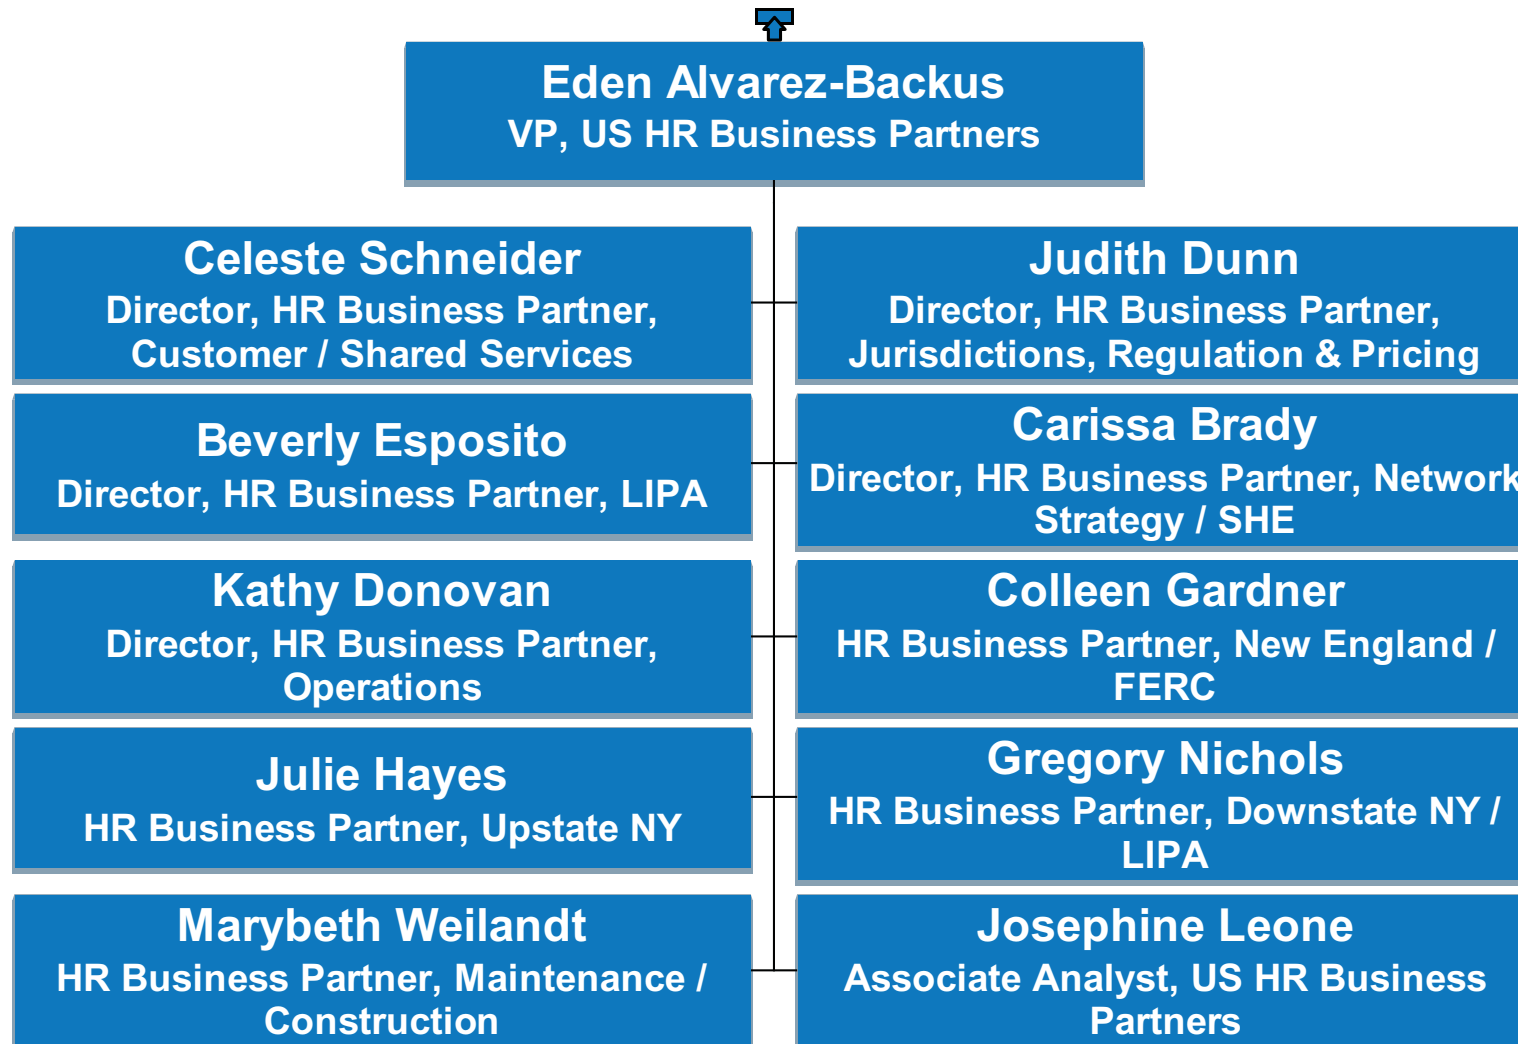 Eden Alvarez-Backus
VP, US HR Business Partners
Celeste Schneider
Director, HR Business Partner,
Customer / Shared Services
Judith Dunn
Director, HR Business Partner,
Jurisdictions, Regulation & Pricing
Beverly Esposito
Director, HR Business Partner, LIPA
Carissa Brady
Director, HR Business Partner, Network
Strategy / SHE
Kathy Donovan
Director, HR Business Partner,
Operations
Colleen Gardner
HR Business Partner, New England /
FERC
Julie Hayes
HR Business Partner, Upstate NY
Gregory Nichols
HR Business Partner, Downstate NY /
LIPA
Marybeth Weilandt
HR Business Partner, Maintenance /
Construction
Josephine Leone
Associate Analyst, US HR Business
Partners